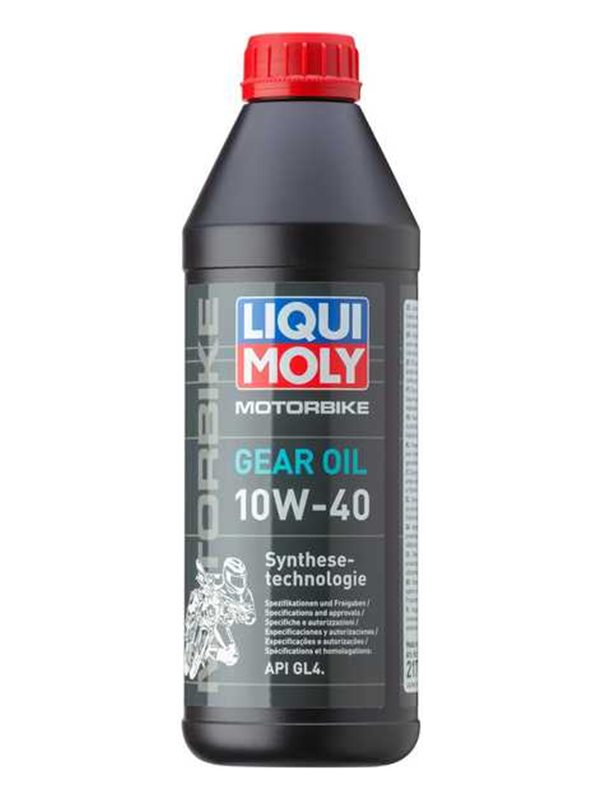 LIQUI
MOLY
MOTORBIKE
MOTORBIKE
GEAR OIL
10W-40
Synthese-
technologie
Spezifikationen und Freigaben /
Specifications and approvals /
Specifiche e autorizzazioni /
Especificaciones y autorizaciones /
Especificações e autorizações /
Spécifications et homologations:
API GL4.